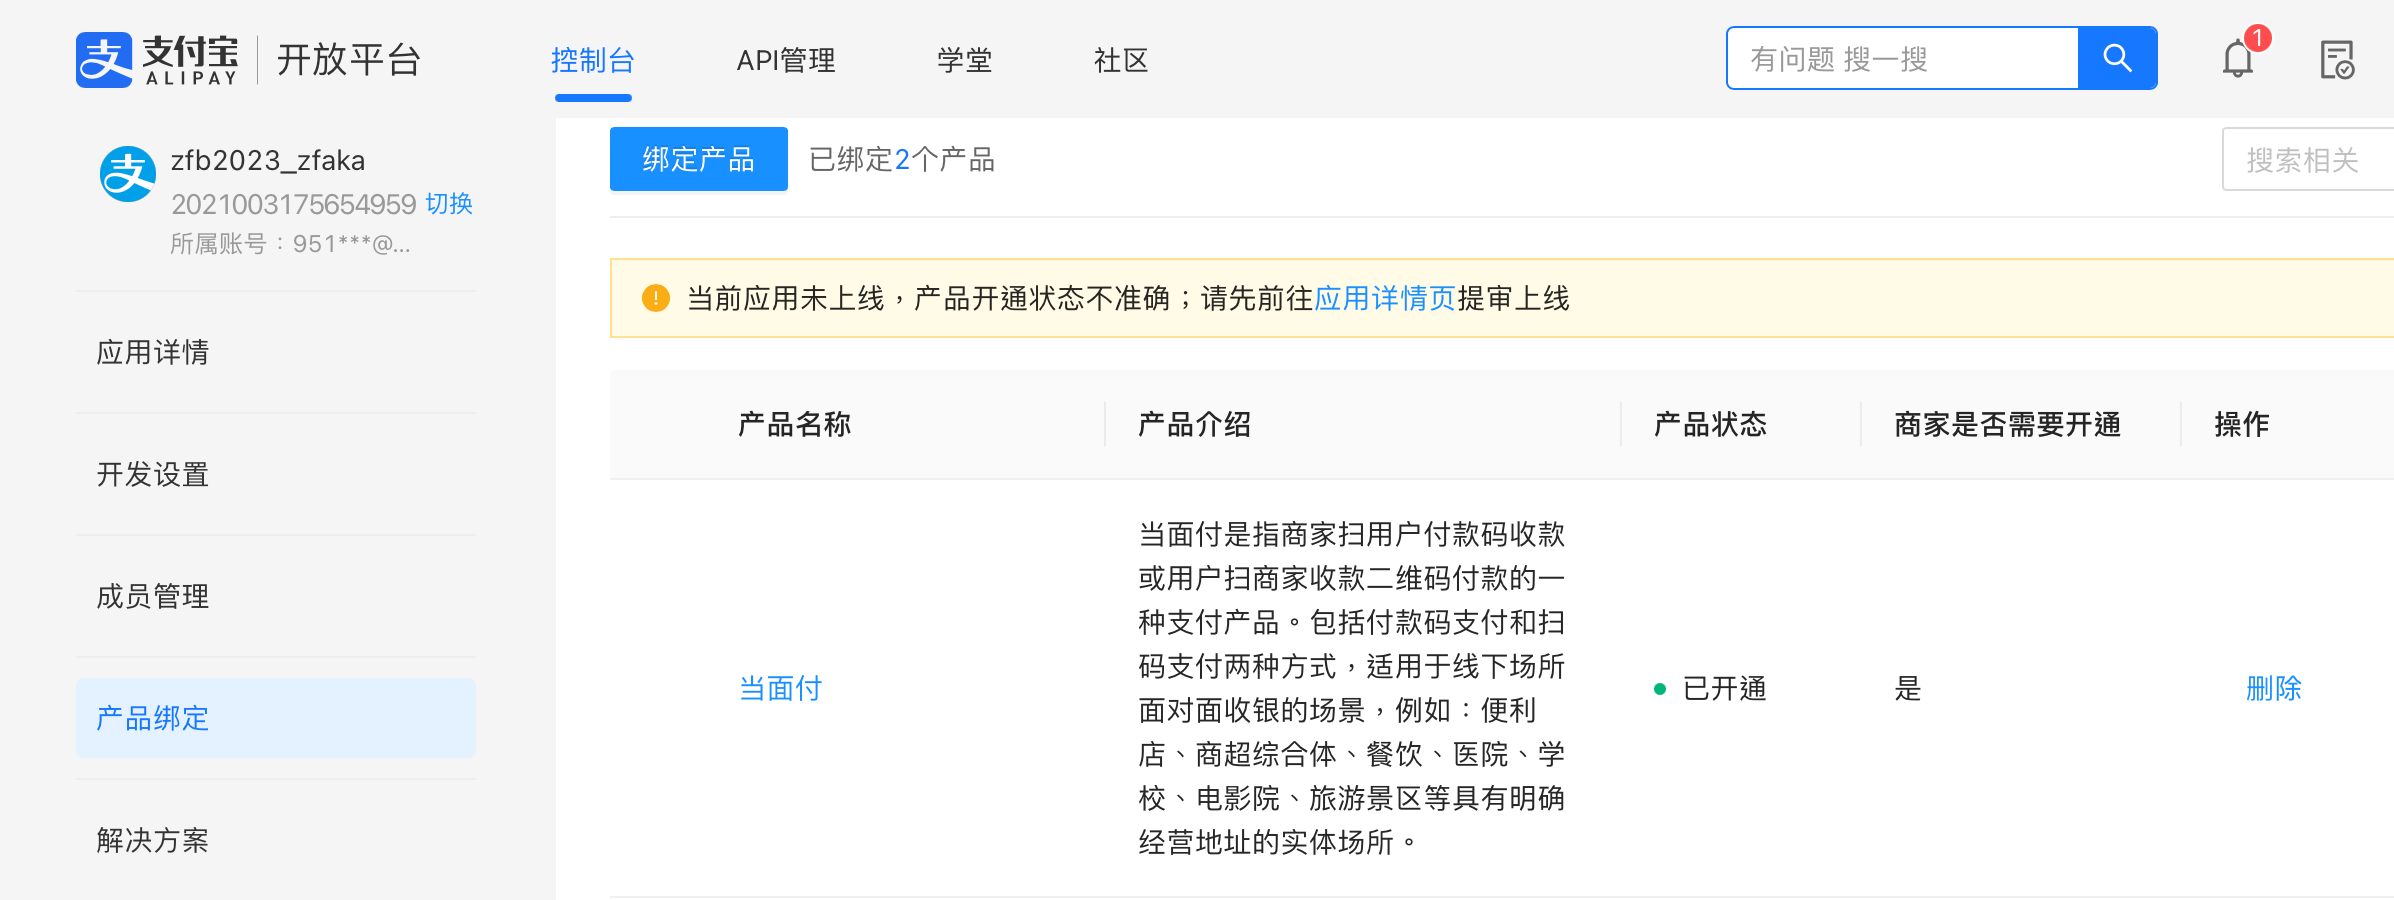 支付宝 ALIPAY 开放平台 控制台 API管理 学堂 社区 有问题 搜一搜 1
zfb2023_zfaka
2021003175654959 切换
所属账号：951***@...
应用详情
开发设置
成员管理
产品绑定
解决方案
绑定产品 已绑定2个产品 搜索相关
当前应用未上线，产品开通状态不准确；请先前往应用详情页提审上线
产品名称 产品介绍 产品状态 商家是否需要开通 操作
当面付
当面付是指商家扫用户付款码收款
或用户扫商家收款二维码付款的一
种支付产品。包括付款码支付和扫
码支付两种方式，适用于线下场所
面对面收银的场景，例如：便利
店、商超综合体、餐饮、医院、学
校、电影院、旅游景区等具有明确
经营地址的实体场所。
已开通 是 删除